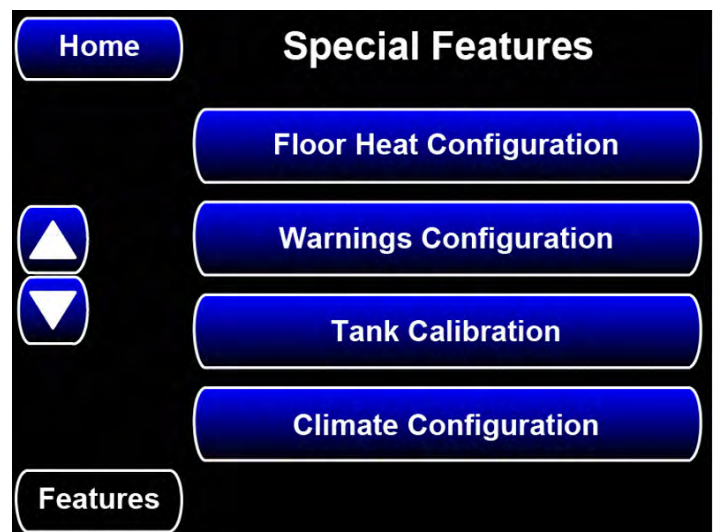 Home
Special Features
Floor Heat Configuration
Warnings Configuration
Tank Calibration
Climate Configuration
Features